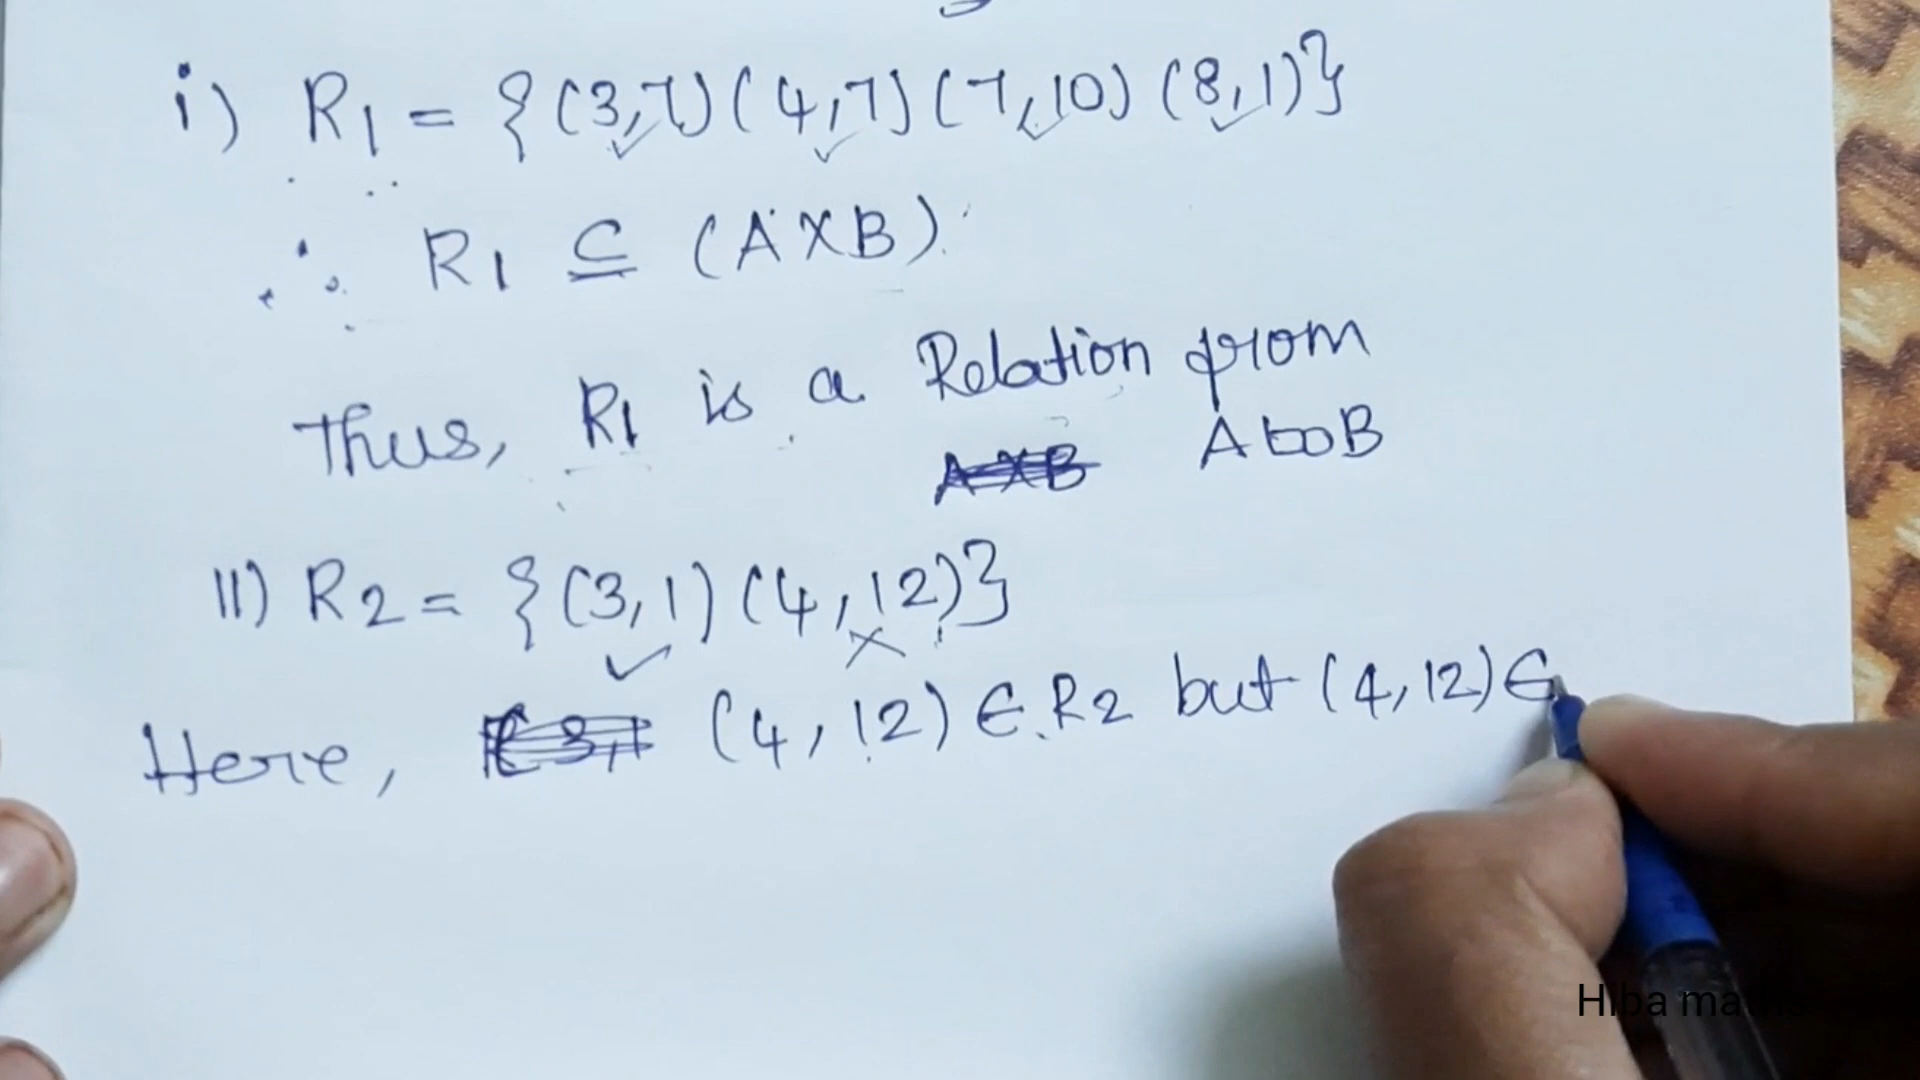 i) R1 = {(3,7)(4,7)(7,10)(8,1)}
∴ R1 ⊆ (A×B)
Thus, R1 is a Relation from
A×B A to B
II) R2 = {(3,1)(4,12)}
Here, (4,12) ∈ R2 but (4,12) ∈
Hiba